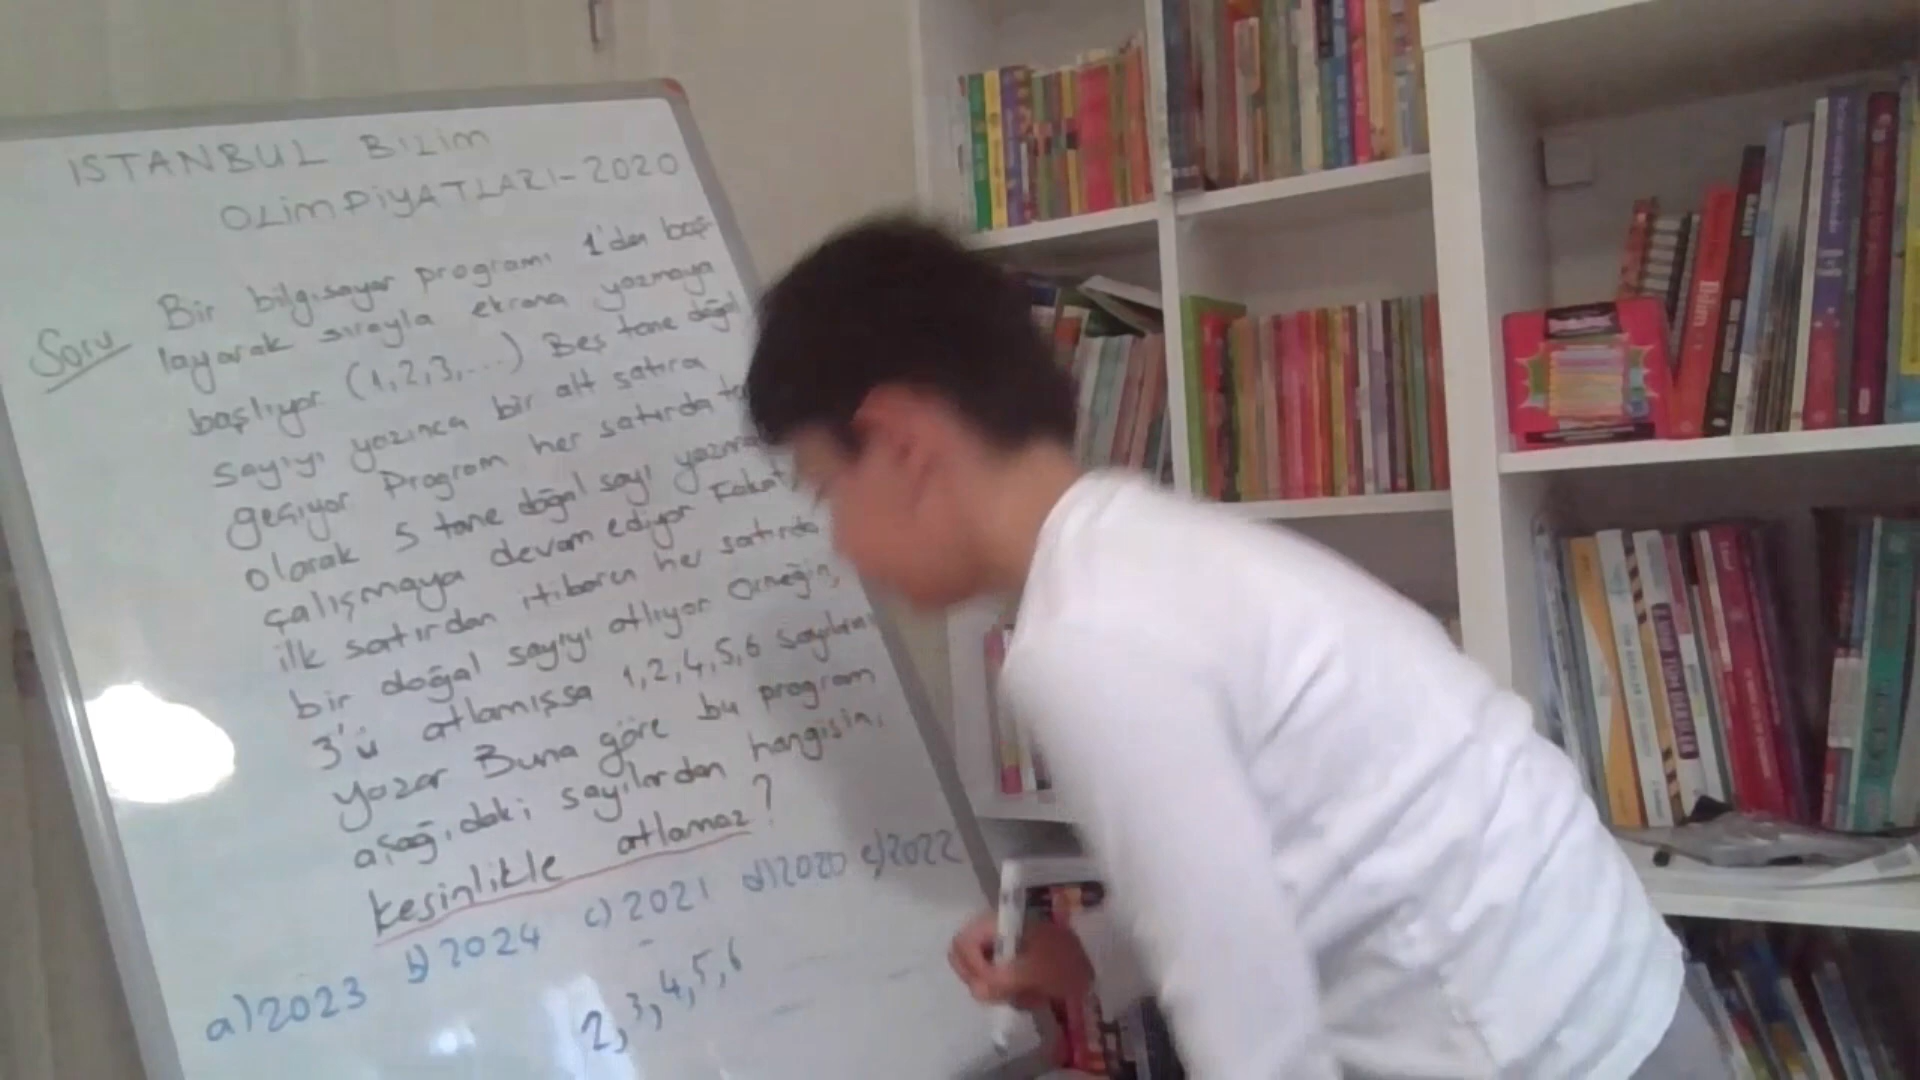 ISTANBUL BILIM
OLIMPIYATLARI-2020
Soru
Bir bilgisayar programı 1'den baş-
layarak sırayla ekrana yazmaya
başlıyor (1,2,3,...) Beş tane doğal
sayıyı yazınca bir alt satıra
geçiyor Program her satırda
olarak 5 tane doğal sayı
çalışmaya devam ediyor Fakat
ilk satırdan itibaren her satırda
bir doğal sayıyı atlıyor Örneğin,
3'ü atlamışsa 1,2,4,5,6
yazar Buna göre bu program
aşağıdaki sayılardan hangisini
kesinlikle atlamaz?
a)2023 b)2024 c)2021 d)2020 e)2022
2,3,4,5,6